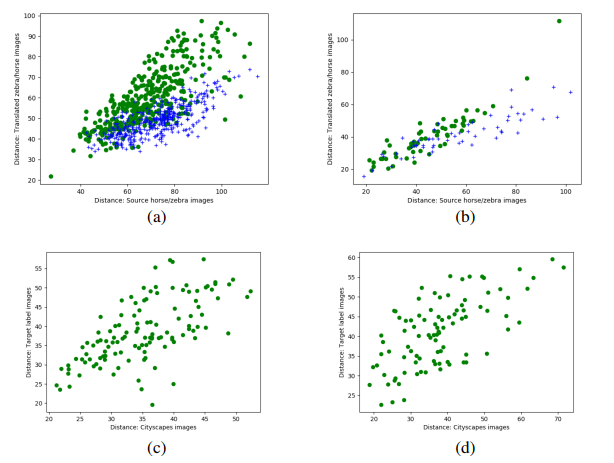 100
90
80
70
60
50
40
30
20
40 60 80 100
Distance: Translated zebra/horse images
Distance: Source horse/zebra images
(a)
100
80
60
40
20
20 40 60 80 100
Distance: Translated zebra/horse images
Distance: Source horse/zebra images
(b)
55
50
45
40
35
30
25
20
20 25 30 35 40 45 50
Distance: Target label images
Distance: Cityscapes images
(c)
60
55
50
45
40
35
30
25
20 30 40 50 60 70
Distance: Target label images
Distance: Cityscapes images
(d)